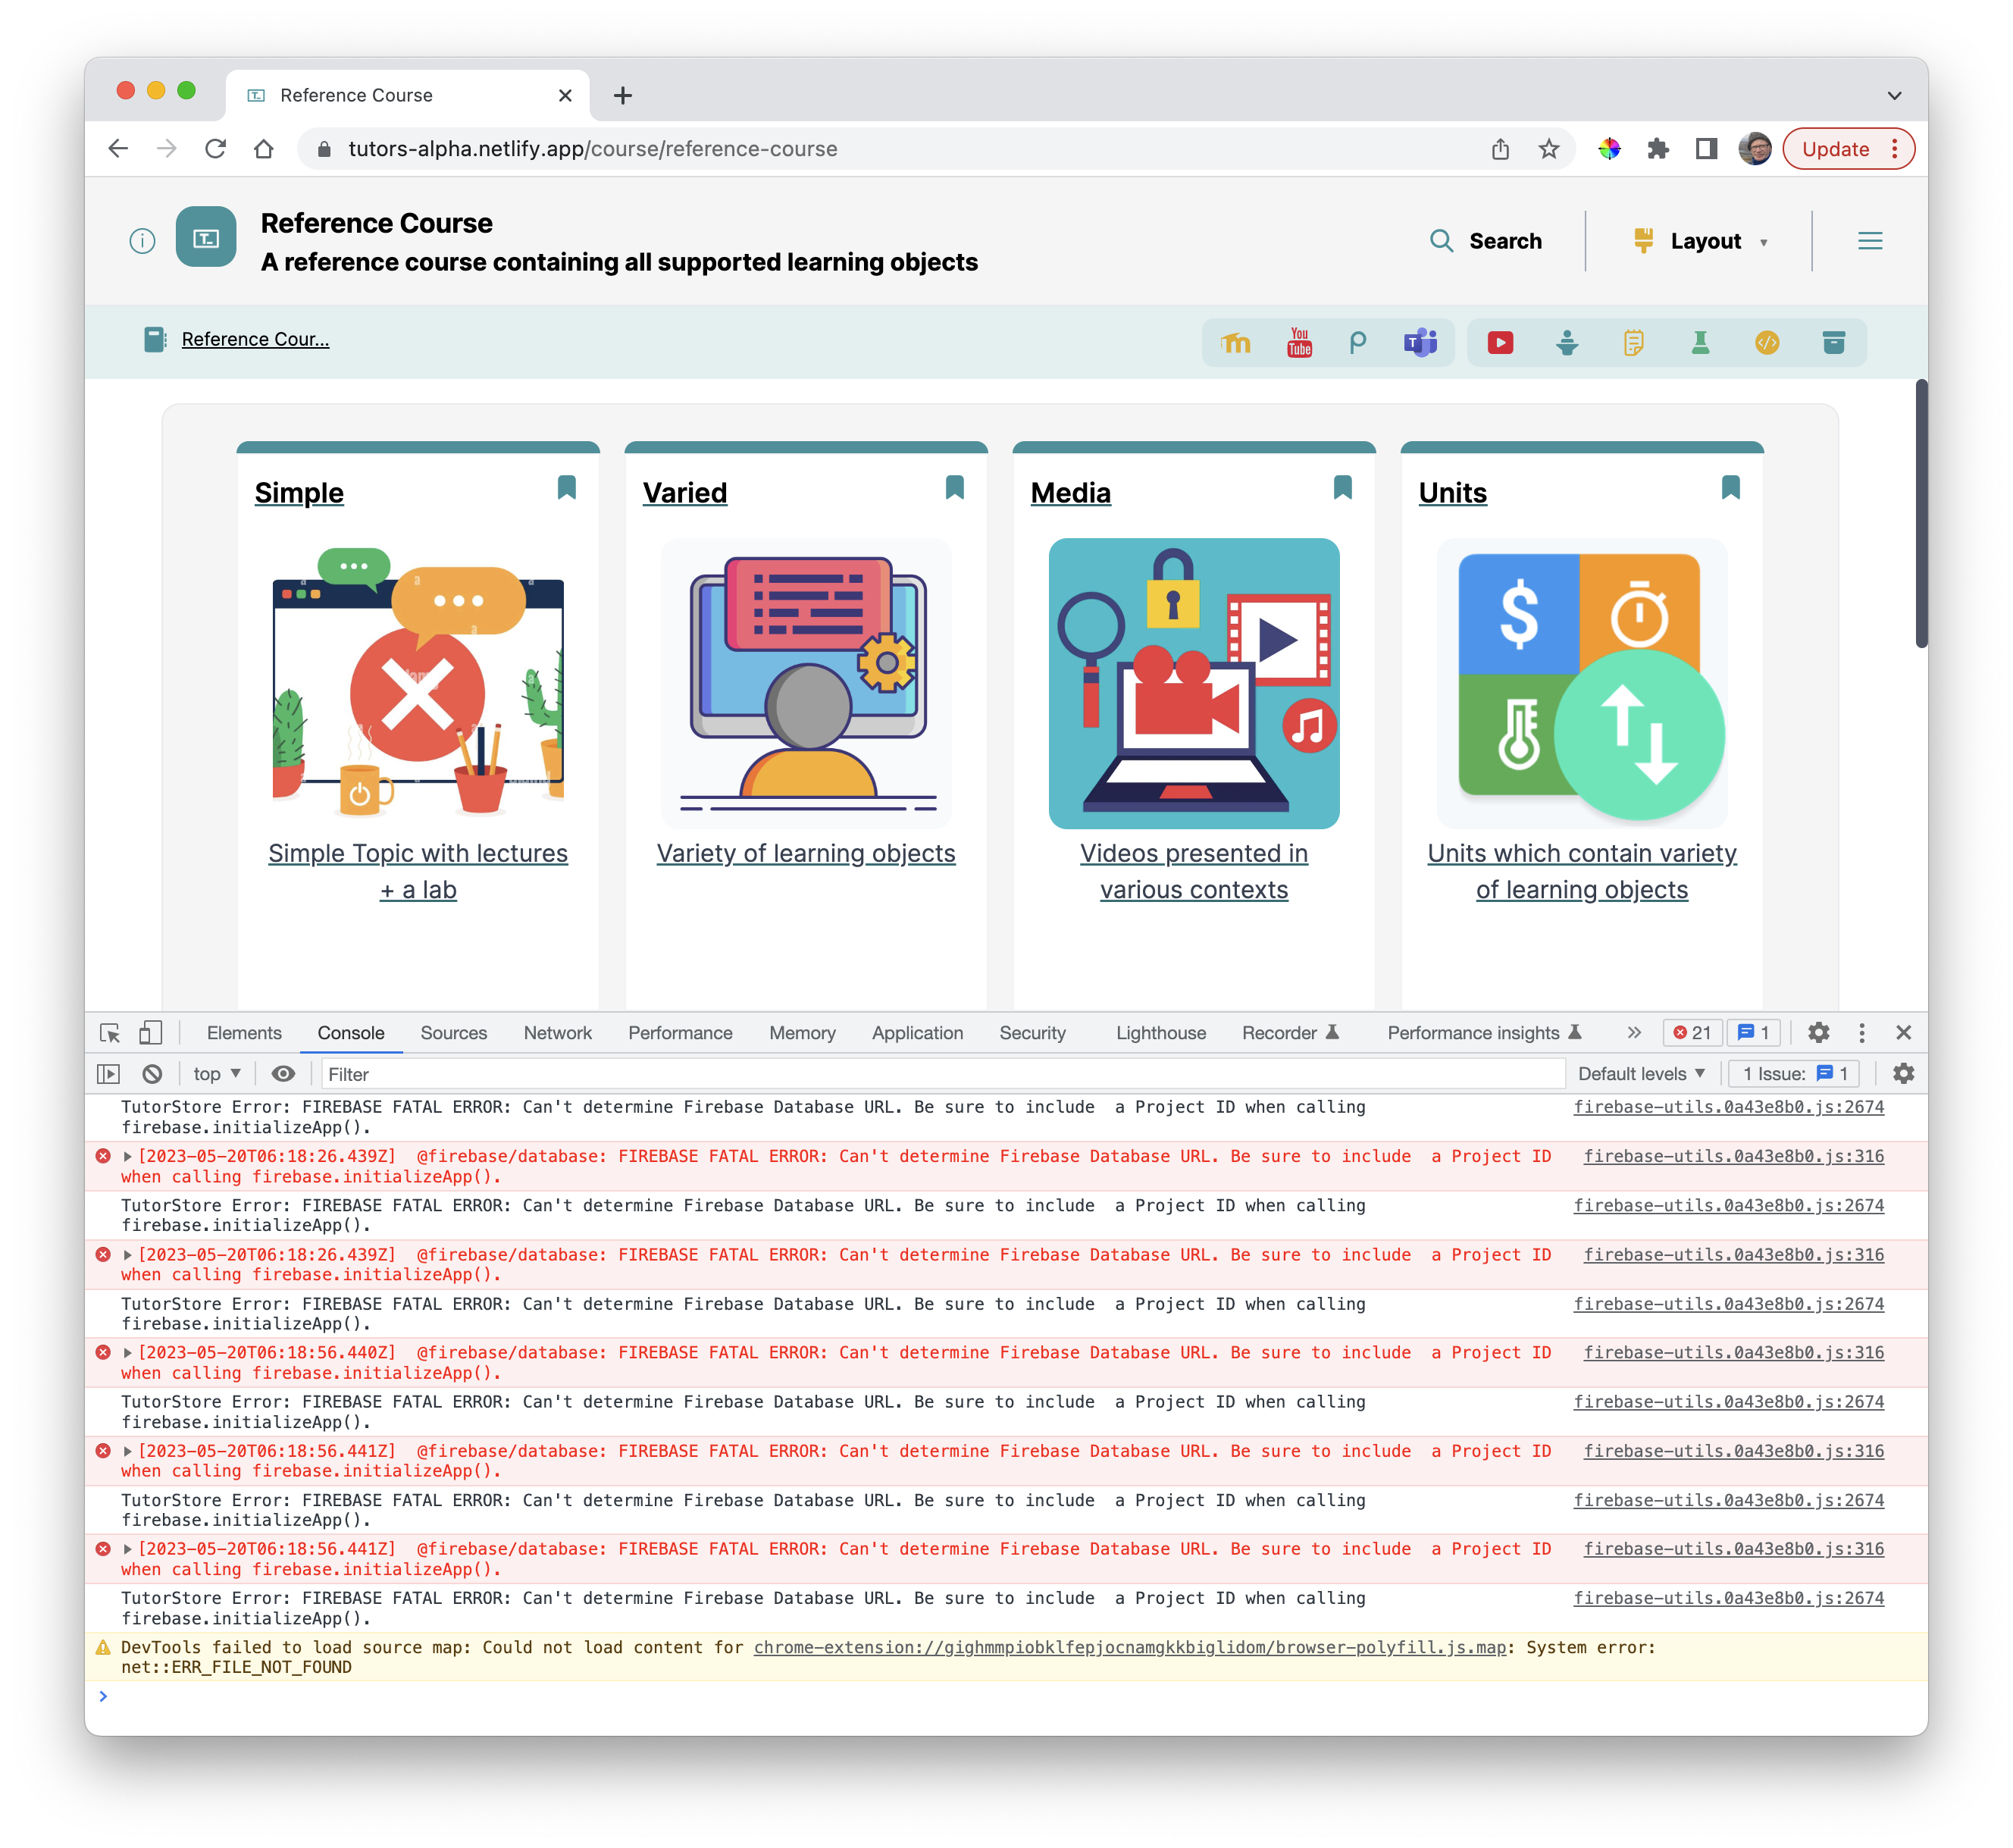 Reference Course
tutors-alpha.netlify.app/course/reference-course
Update
Reference Course
A reference course containing all supported learning objects
Search
Layout
Reference Cour...
You
Tube
T
Simple
Varied
Media
Units
$
Simple Topic with lectures
+ a lab
Variety of learning objects
Videos presented in
various contexts
Units which contain variety
of learning objects
Elements Console Sources Network Performance Memory Application Security Lighthouse Recorder Performance insights » 21 1
top Filter Default levels 1 Issue: 1
TutorStore Error: FIREBASE FATAL ERROR: Can't determine Firebase Database URL. Be sure to include  a Project ID when calling firebase-utils.0a43e8b0.js:2674
firebase.initializeApp().
[2023-05-20T06:18:26.439Z]  @firebase/database: FIREBASE FATAL ERROR: Can't determine Firebase Database URL. Be sure to include  a Project ID firebase-utils.0a43e8b0.js:316
when calling firebase.initializeApp().
TutorStore Error: FIREBASE FATAL ERROR: Can't determine Firebase Database URL. Be sure to include  a Project ID when calling firebase-utils.0a43e8b0.js:2674
firebase.initializeApp().
[2023-05-20T06:18:26.439Z]  @firebase/database: FIREBASE FATAL ERROR: Can't determine Firebase Database URL. Be sure to include  a Project ID firebase-utils.0a43e8b0.js:316
when calling firebase.initializeApp().
TutorStore Error: FIREBASE FATAL ERROR: Can't determine Firebase Database URL. Be sure to include  a Project ID when calling firebase-utils.0a43e8b0.js:2674
firebase.initializeApp().
[2023-05-20T06:18:56.440Z]  @firebase/database: FIREBASE FATAL ERROR: Can't determine Firebase Database URL. Be sure to include  a Project ID firebase-utils.0a43e8b0.js:316
when calling firebase.initializeApp().
TutorStore Error: FIREBASE FATAL ERROR: Can't determine Firebase Database URL. Be sure to include  a Project ID when calling firebase-utils.0a43e8b0.js:2674
firebase.initializeApp().
[2023-05-20T06:18:56.441Z]  @firebase/database: FIREBASE FATAL ERROR: Can't determine Firebase Database URL. Be sure to include  a Project ID firebase-utils.0a43e8b0.js:316
when calling firebase.initializeApp().
TutorStore Error: FIREBASE FATAL ERROR: Can't determine Firebase Database URL. Be sure to include  a Project ID when calling firebase-utils.0a43e8b0.js:2674
firebase.initializeApp().
[2023-05-20T06:18:56.441Z]  @firebase/database: FIREBASE FATAL ERROR: Can't determine Firebase Database URL. Be sure to include  a Project ID firebase-utils.0a43e8b0.js:316
when calling firebase.initializeApp().
TutorStore Error: FIREBASE FATAL ERROR: Can't determine Firebase Database URL. Be sure to include  a Project ID when calling firebase-utils.0a43e8b0.js:2674
firebase.initializeApp().
DevTools failed to load source map: Could not load content for chrome-extension://gighmmpiobklfepjocnamgkkbiglidom/browser-polyfill.js.map: System error:
net::ERR_FILE_NOT_FOUND